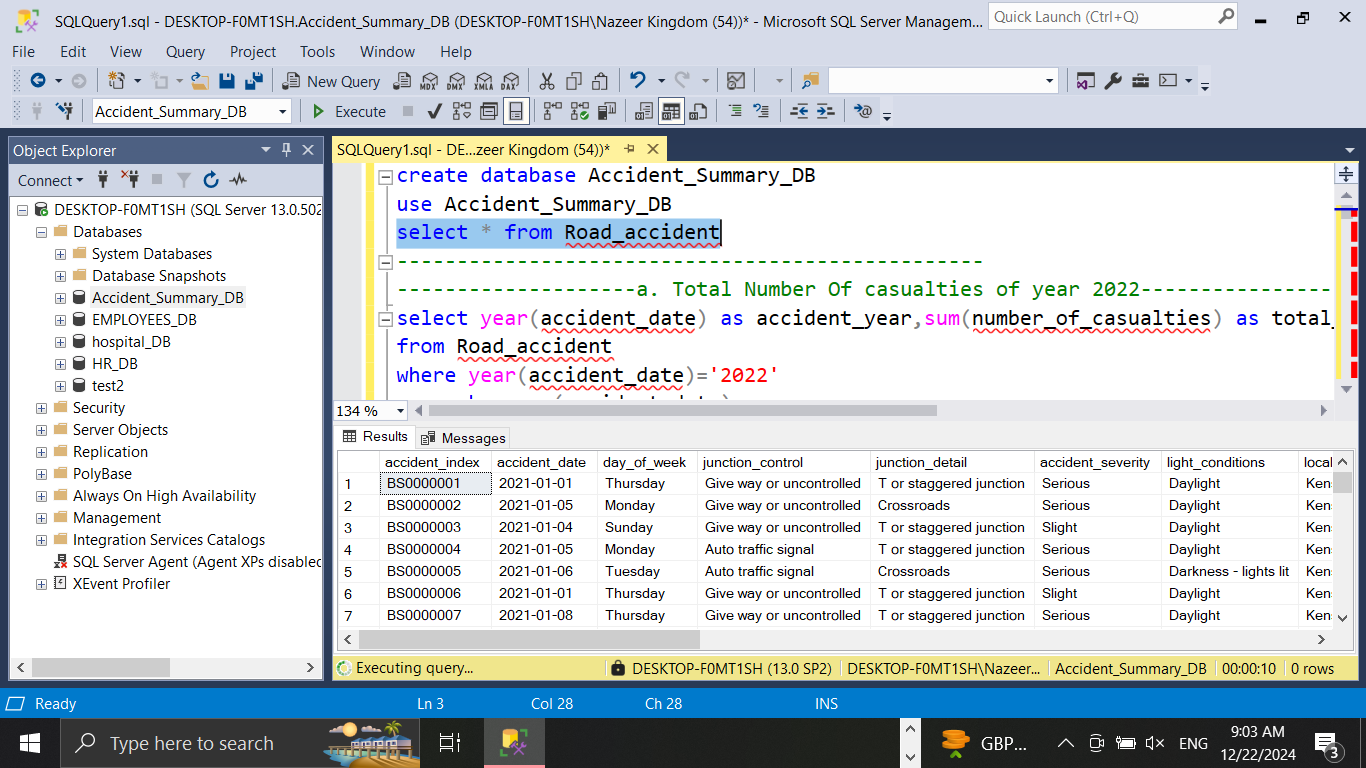 SQLQuery1.sql - DESKTOP-F0MT1SH.Accident_Summary_DB (DESKTOP-F0MT1SH\Nazeer Kingdom (54))* - Microsoft SQL Server Managem...
Quick Launch (Ctrl+Q)
File Edit View Query Project Tools Window Help
New Query
MDX DMX XMLA DAX
Accident_Summary_DB
Execute
Object Explorer
SQLQuery1.sql - DE...zeer Kingdom (54))*
Connect
DESKTOP-F0MT1SH (SQL Server 13.0.502
Databases
System Databases
Database Snapshots
Accident_Summary_DB
EMPLOYEES_DB
hospital_DB
HR_DB
test2
Security
Server Objects
Replication
PolyBase
Always On High Availability
Management
Integration Services Catalogs
SQL Server Agent (Agent XPs disabled
XEvent Profiler
create database Accident_Summary_DB
use Accident_Summary_DB
select * from Road_accident
-------------------------------------------------
--------------------a. Total Number Of casualties of year 2022----------------
select year(accident_date) as accident_year,sum(number_of_casualties) as total_
from Road_accident
where year(accident_date)='2022'
134 %
Results Messages
accident_index accident_date day_of_week junction_control junction_detail accident_severity light_conditions local
1 BS0000001 2021-01-01 Thursday Give way or uncontrolled T or staggered junction Serious Daylight Kens
2 BS0000002 2021-01-05 Monday Give way or uncontrolled Crossroads Serious Daylight Kens
3 BS0000003 2021-01-04 Sunday Give way or uncontrolled T or staggered junction Slight Daylight Kens
4 BS0000004 2021-01-05 Monday Auto traffic signal T or staggered junction Serious Daylight Kens
5 BS0000005 2021-01-06 Tuesday Auto traffic signal Crossroads Serious Darkness - lights lit Kens
6 BS0000006 2021-01-01 Thursday Give way or uncontrolled T or staggered junction Slight Daylight Kens
7 BS0000007 2021-01-08 Thursday Give way or uncontrolled T or staggered junction Serious Daylight Kens
Executing query... DESKTOP-F0MT1SH (13.0 SP2) DESKTOP-F0MT1SH\Nazeer... Accident_Summary_DB 00:00:10 0 rows
Ready Ln 3 Col 28 Ch 28 INS
Type here to search
GBP...
ENG
9:03 AM
12/22/2024
3